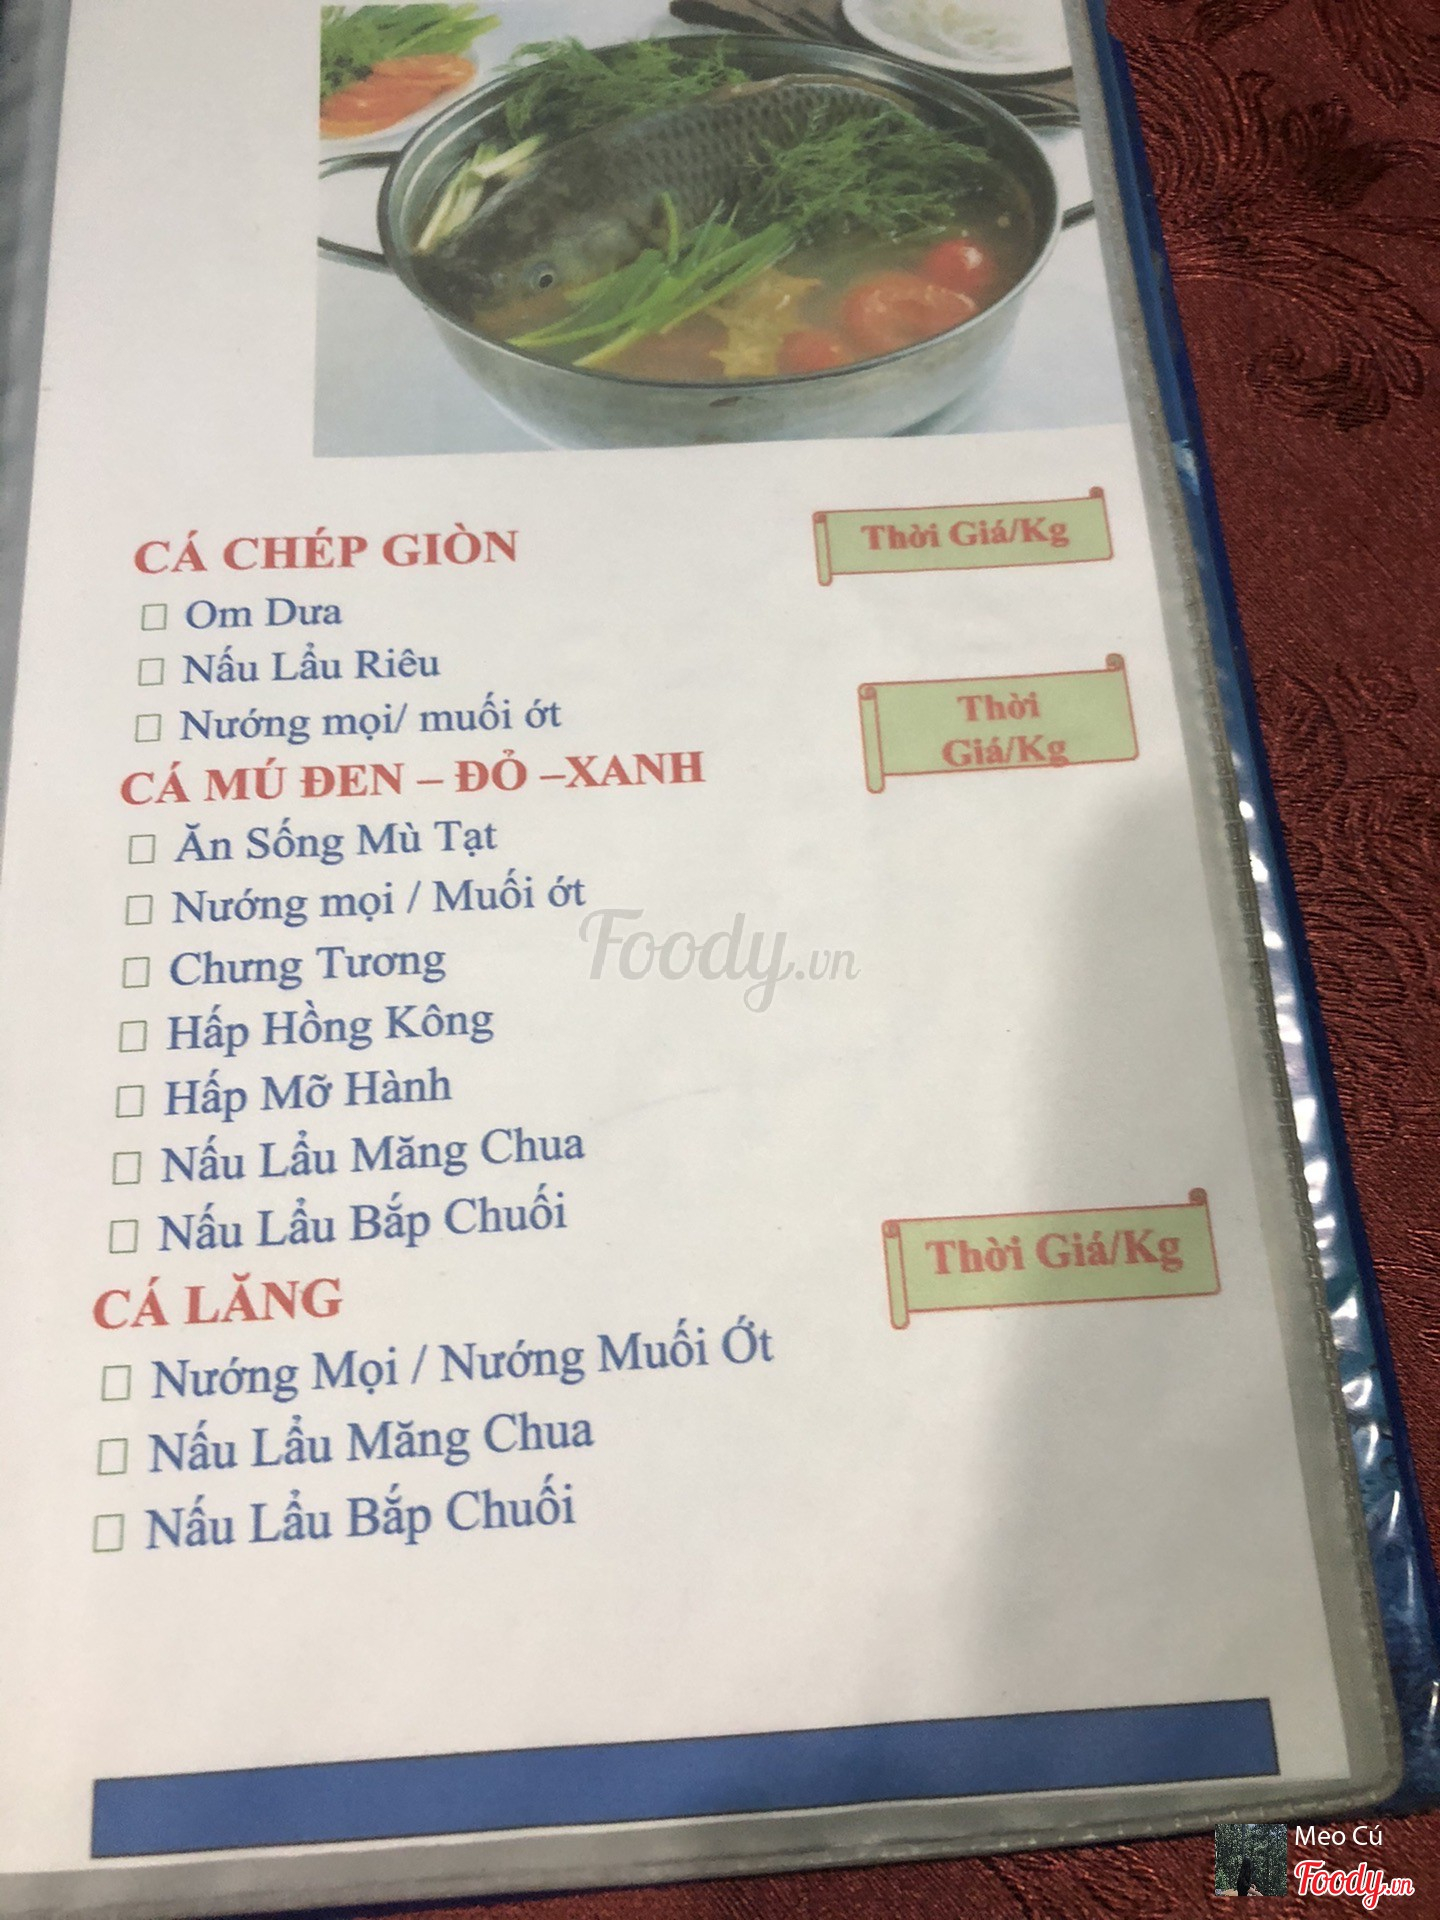 CÁ CHÉP GIÒN
Thời Giá/Kg
Om Dưa
Nấu Lẩu Riêu
Nướng mọi/ muối ớt
CÁ MÚ ĐEN – ĐỎ –XANH
Thời
Giá/Kg
Ăn Sống Mù Tạt
Nướng mọi / Muối ớt
Chưng Tương
Hấp Hồng Kông
Hấp Mỡ Hành
Nấu Lẩu Măng Chua
Nấu Lẩu Bắp Chuối
CÁ LĂNG
Thời Giá/Kg
Nướng Mọi / Nướng Muối Ớt
Nấu Lẩu Măng Chua
Nấu Lẩu Bắp Chuối
Foody.vn
Meo Cú
Foody.vn